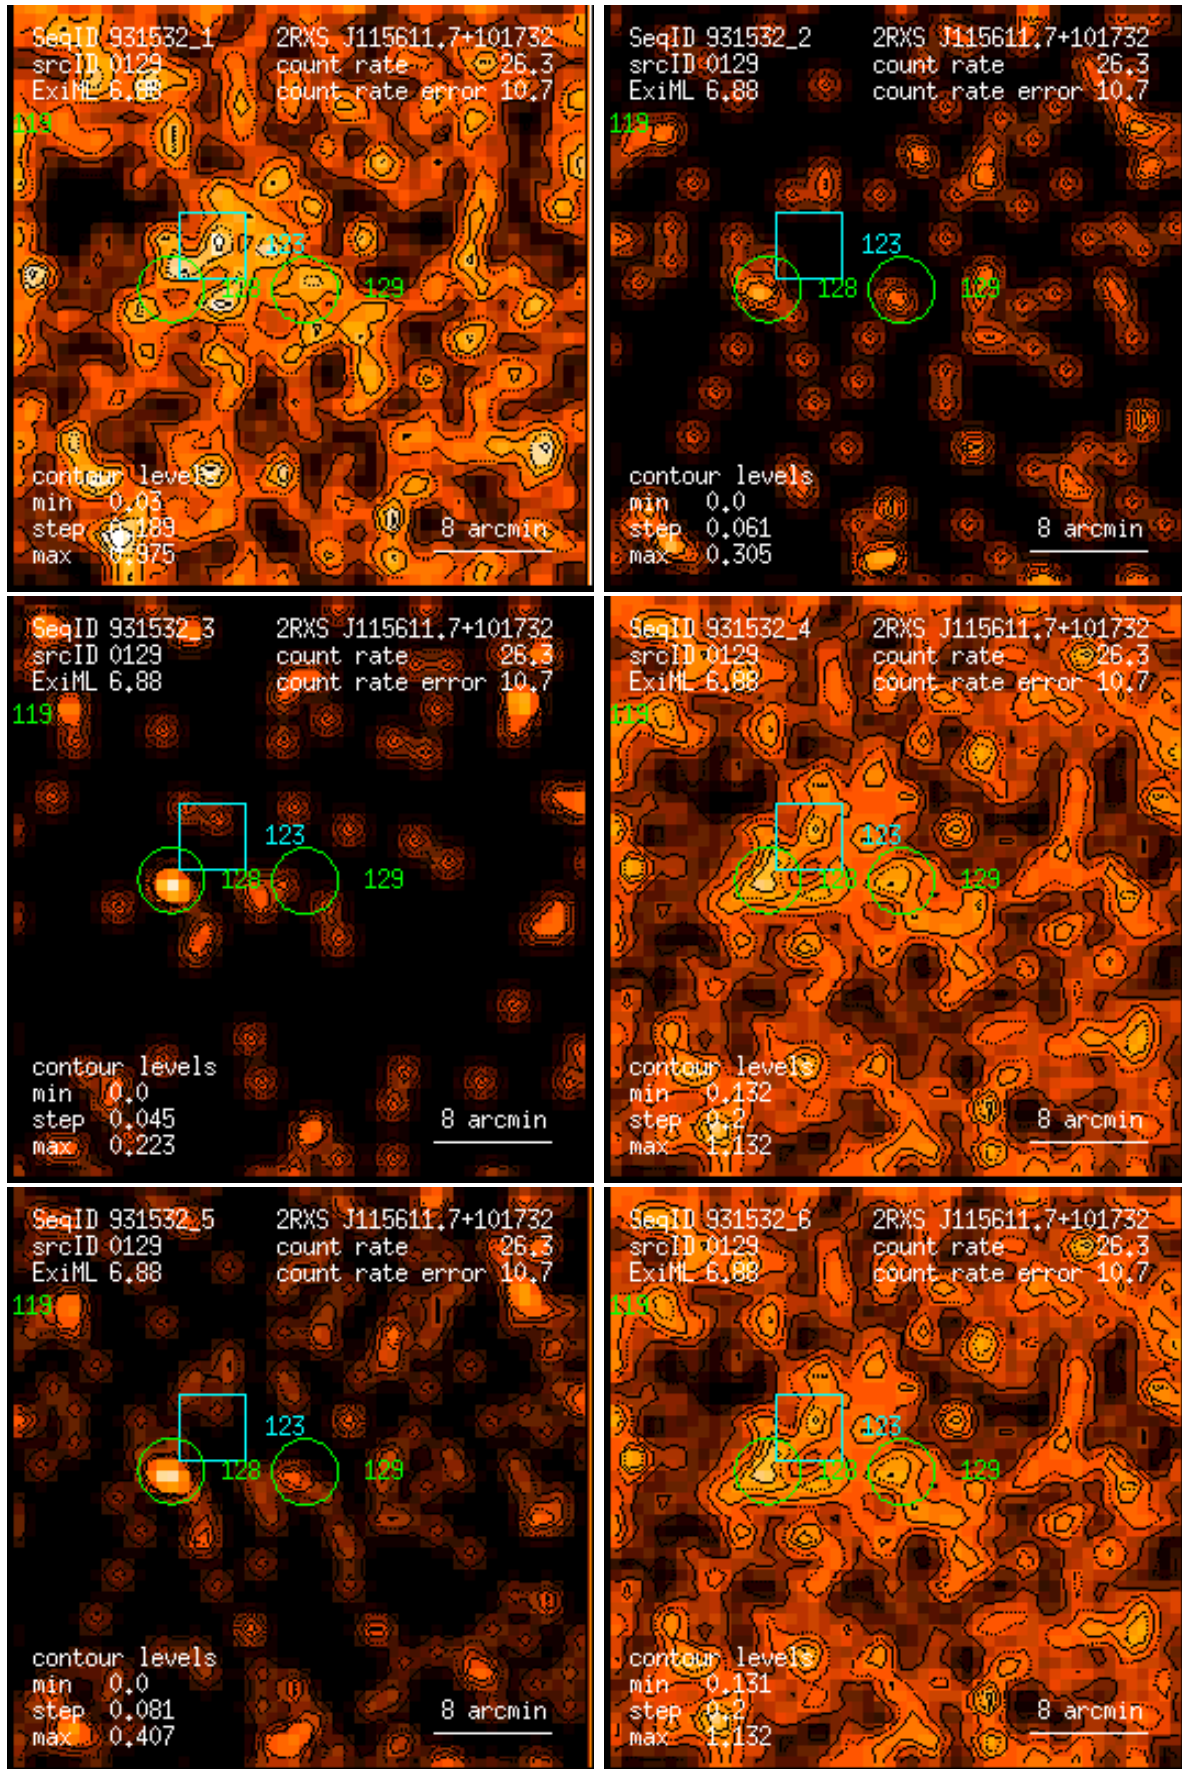 SeqID 931532_1 2RXS J115611.7+101732
srcID 0129 count rate 26.3
ExiML 6.88 count rate error 10.7
119
123
128 129
contour levels
min 0.03
step 0.189 8 arcmin
max 0.975
SeqID 931532_2 2RXS J115611.7+101732
srcID 0129 count rate 26.3
ExiML 6.88 count rate error 10.7
119
123
128 129
contour levels
min 0.0
step 0.061 8 arcmin
max 0.305
SeqID 931532_3 2RXS J115611.7+101732
srcID 0129 count rate 26.3
ExiML 6.88 count rate error 10.7
119
123
128 129
contour levels
min 0.0
step 0.045 8 arcmin
max 0.223
SeqID 931532_4 2RXS J115611.7+101732
srcID 0129 count rate 26.3
ExiML 6.88 count rate error 10.7
119
123
128 129
contour levels
min 0.132
step 0.2 8 arcmin
max 1.132
SeqID 931532_5 2RXS J115611.7+101732
srcID 0129 count rate 26.3
ExiML 6.88 count rate error 10.7
119
123
128 129
contour levels
min 0.0
step 0.081 8 arcmin
max 0.407
SeqID 931532_6 2RXS J115611.7+101732
srcID 0129 count rate 26.3
ExiML 6.88 count rate error 10.7
119
123
128 129
contour levels
min 0.131
step 0.2 8 arcmin
max 1.132